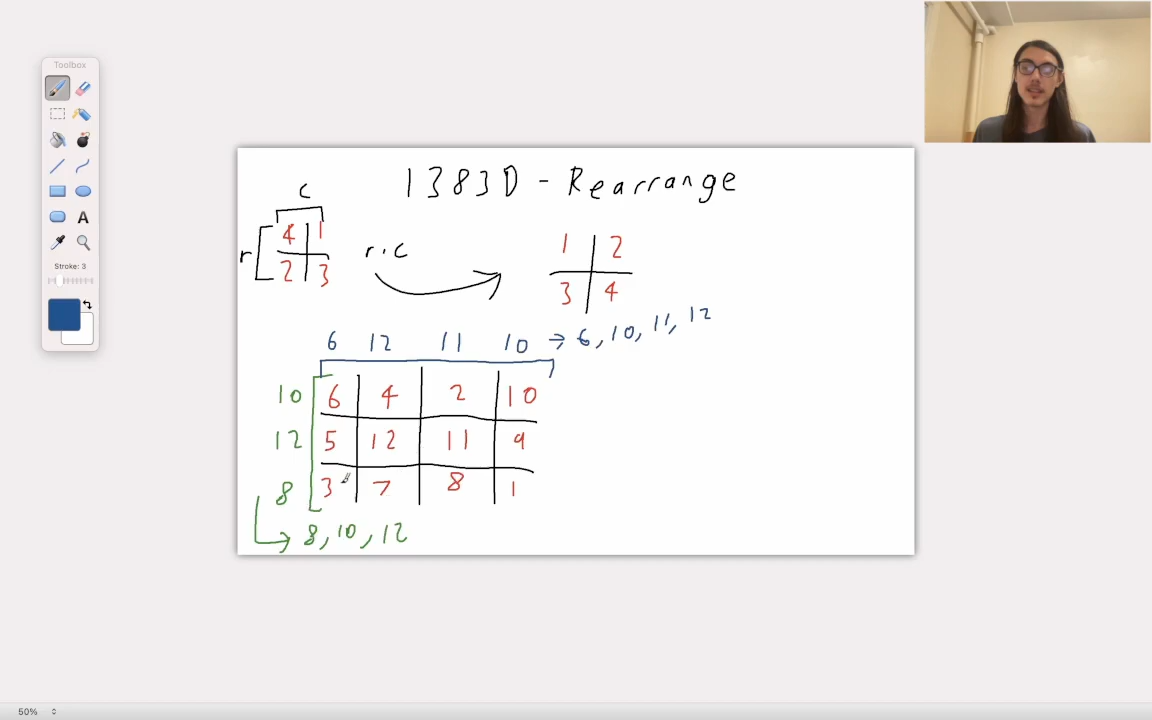 Toolbox
A
Stroke: 3
1383D - Rearrange
c
r 4 1
2 3
r.c
1 2
3 4
6 12 11 10 → 6, 10, 11, 12
10 6 4 2 10
12 5 12 11 9
8 3 7 8 1
→ 8, 10, 12
50%